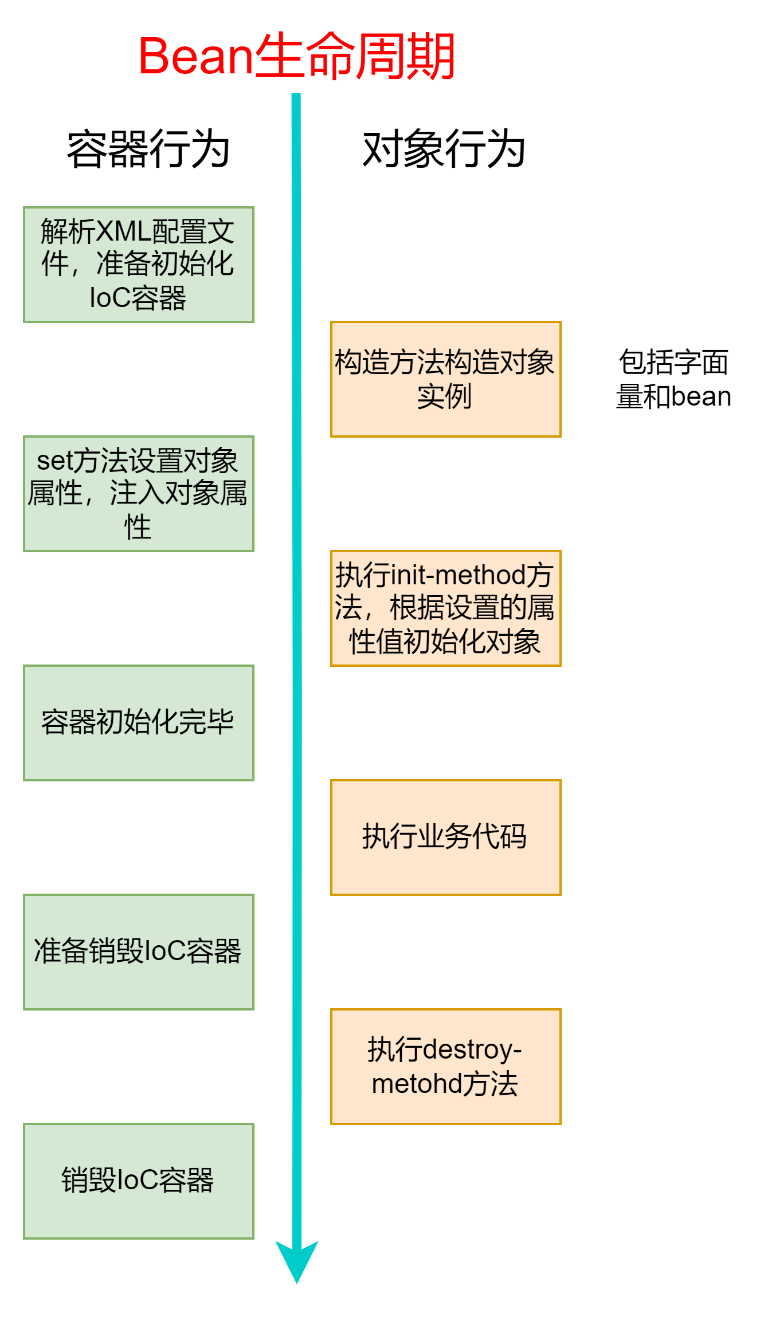 Bean生命周期
容器行为
对象行为
解析XML配置文
件，准备初始化
IoC容器
构造方法构造对象
实例
包括字面
量和bean
set方法设置对象
属性，注入对象属
性
执行init-method方
法，根据设置的属
性值初始化对象
容器初始化完毕
执行业务代码
准备销毁IoC容器
执行destroy-
metohd方法
销毁IoC容器